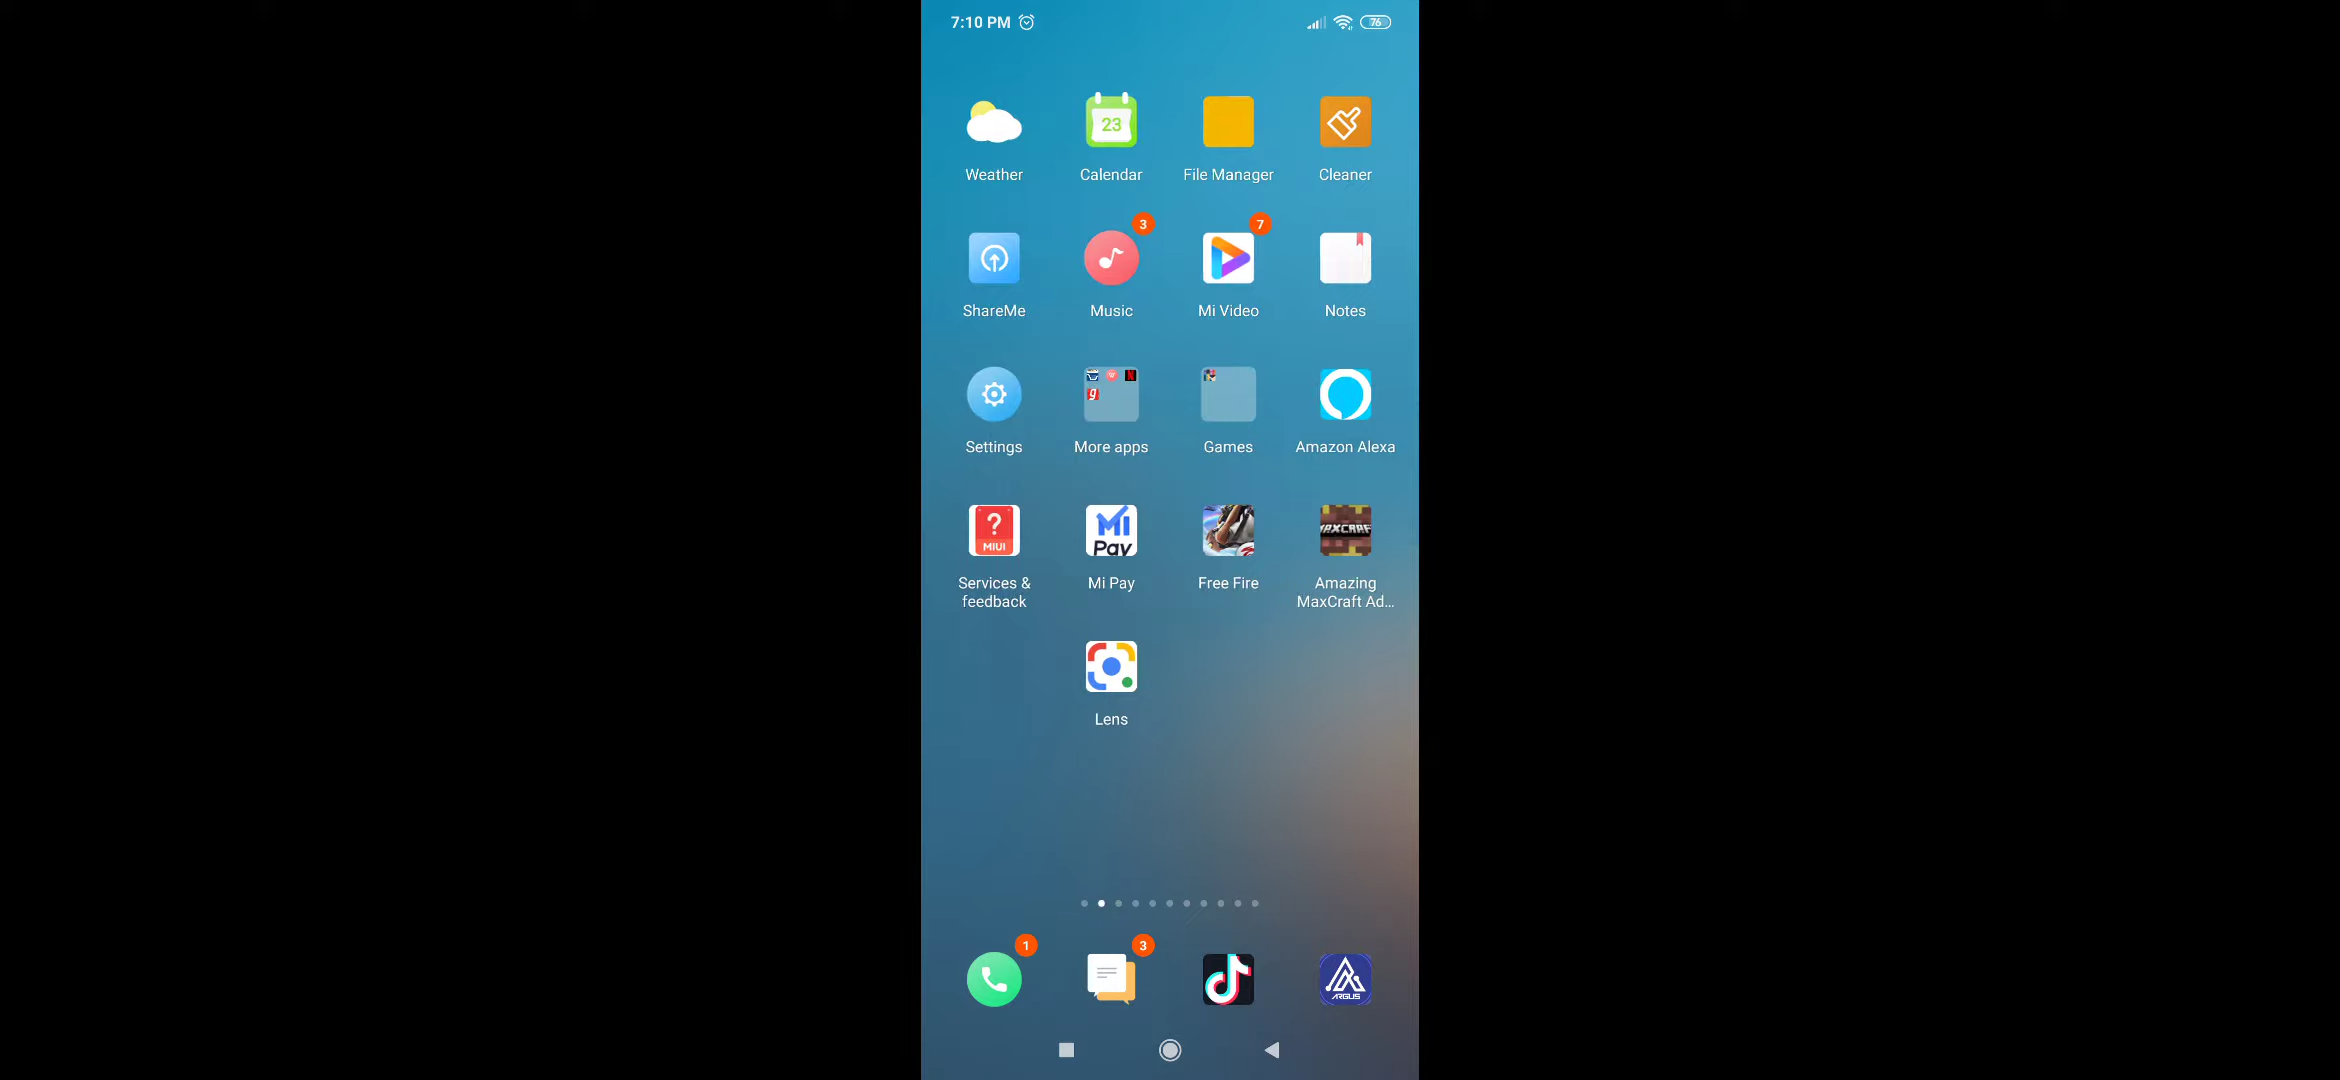 7:10 PM
76
23
Weather
Calendar
File Manager
Cleaner
3
7
ShareMe
Music
Mi Video
Notes
Settings
More apps
Games
Amazon Alexa
?
MIUI
MI
Pay
MAXCRAF
Services &
feedback
Mi Pay
Free Fire
Amazing
MaxCraft Ad...
Lens
1
3
ARGUS